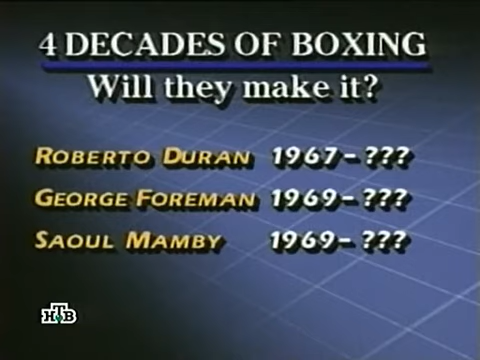 4 DECADES OF BOXING
Will they make it?
ROBERTO DURAN 1967-???
GEORGE FOREMAN 1969-???
SAOUL MAMBY 1969-???
НТВ